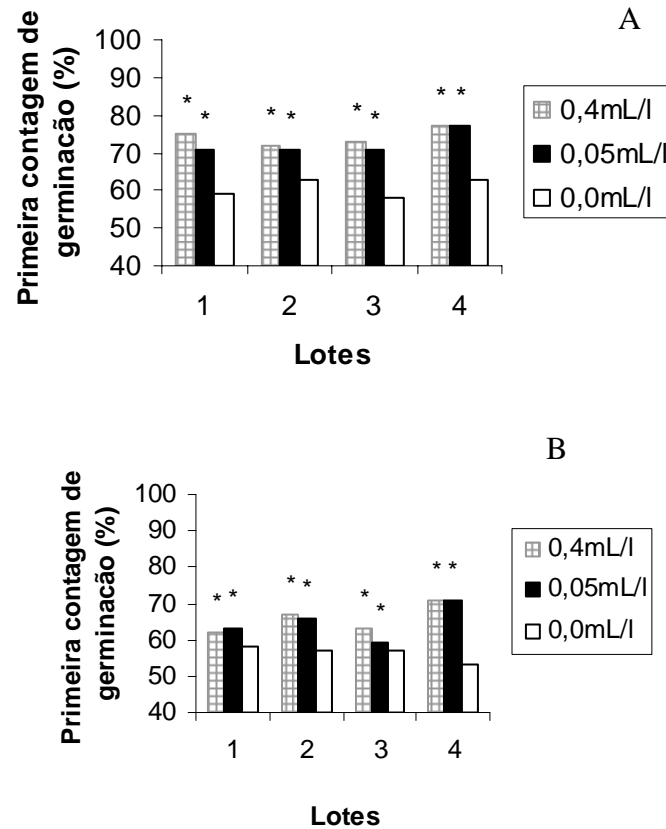 A
Primeira contagem de
germinacão (%)
100
90
80
70
60
50
40
* * * * * * * *
1 2 3 4
Lotes
0,4mL/l
0,05mL/l
0,0mL/l
B
Primeira contagem de
germinacão (%)
100
90
80
70
60
50
40
* * * * * * * *
1 2 3 4
Lotes
0,4mL/l
0,05mL/l
0,0mL/l